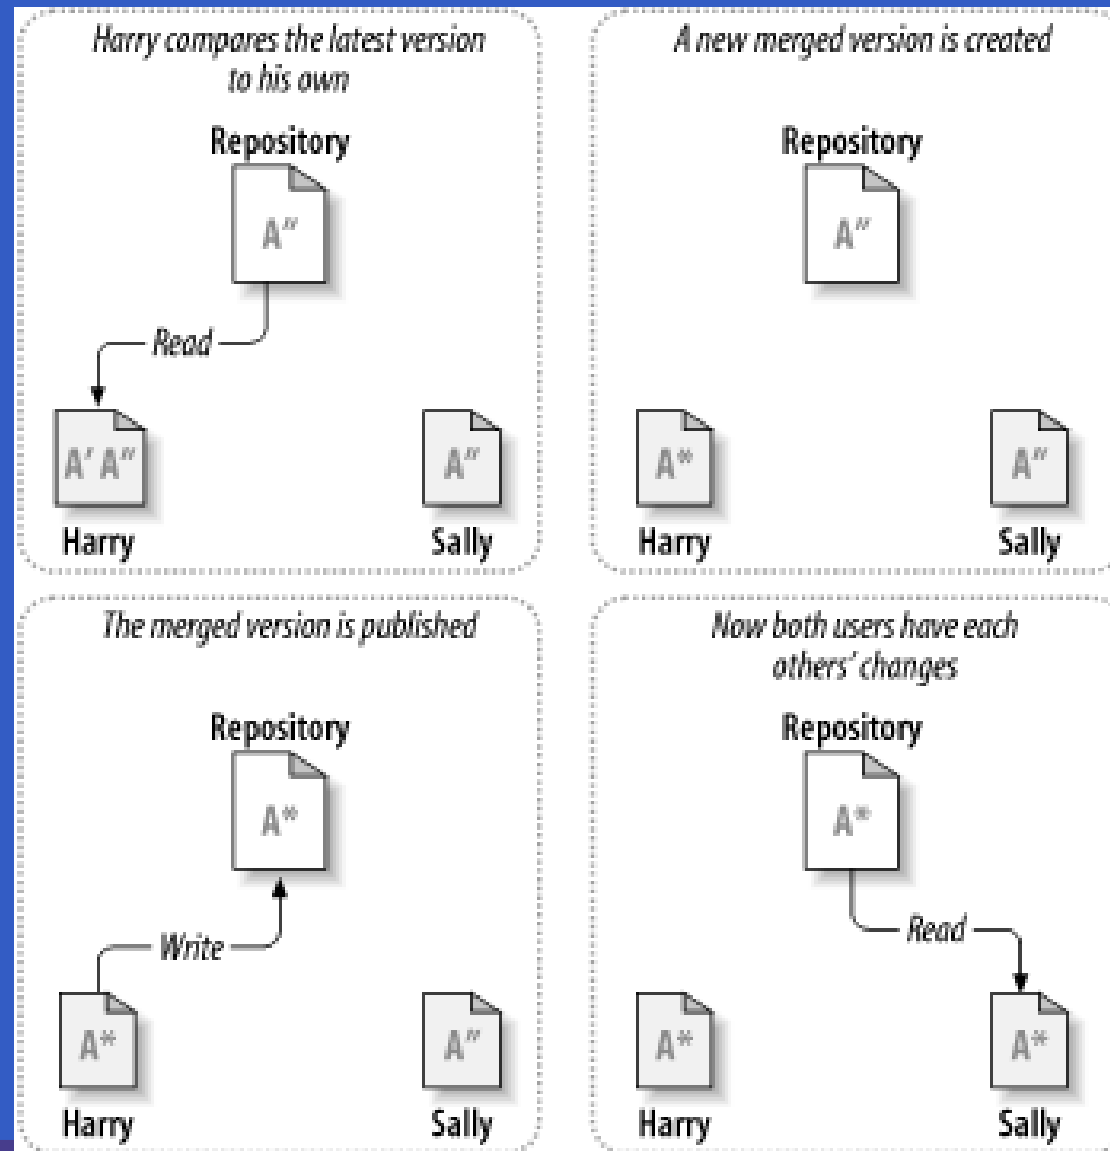 Harry compares the latest version
to his own
Repository
A″
Read
A′ A″
A″
Harry
Sally
A new merged version is created
Repository
A″
A*
A″
Harry
Sally
The merged version is published
Repository
A*
Write
A*
A″
Harry
Sally
Now both users have each
others’ changes
Repository
A*
Read
A*
A*
Harry
Sally